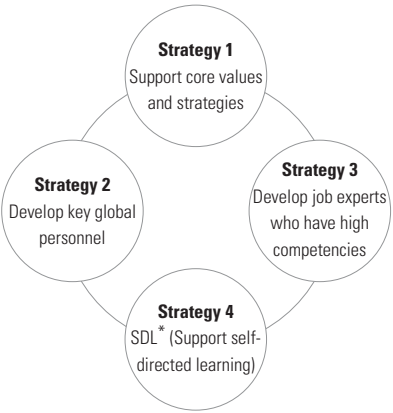 Strategy 1
Support core values
and strategies
Strategy 2
Develop key global
personnel
Strategy 3
Develop job experts
who have high
competencies
Strategy 4
SDL* (Support self-
directed learning)